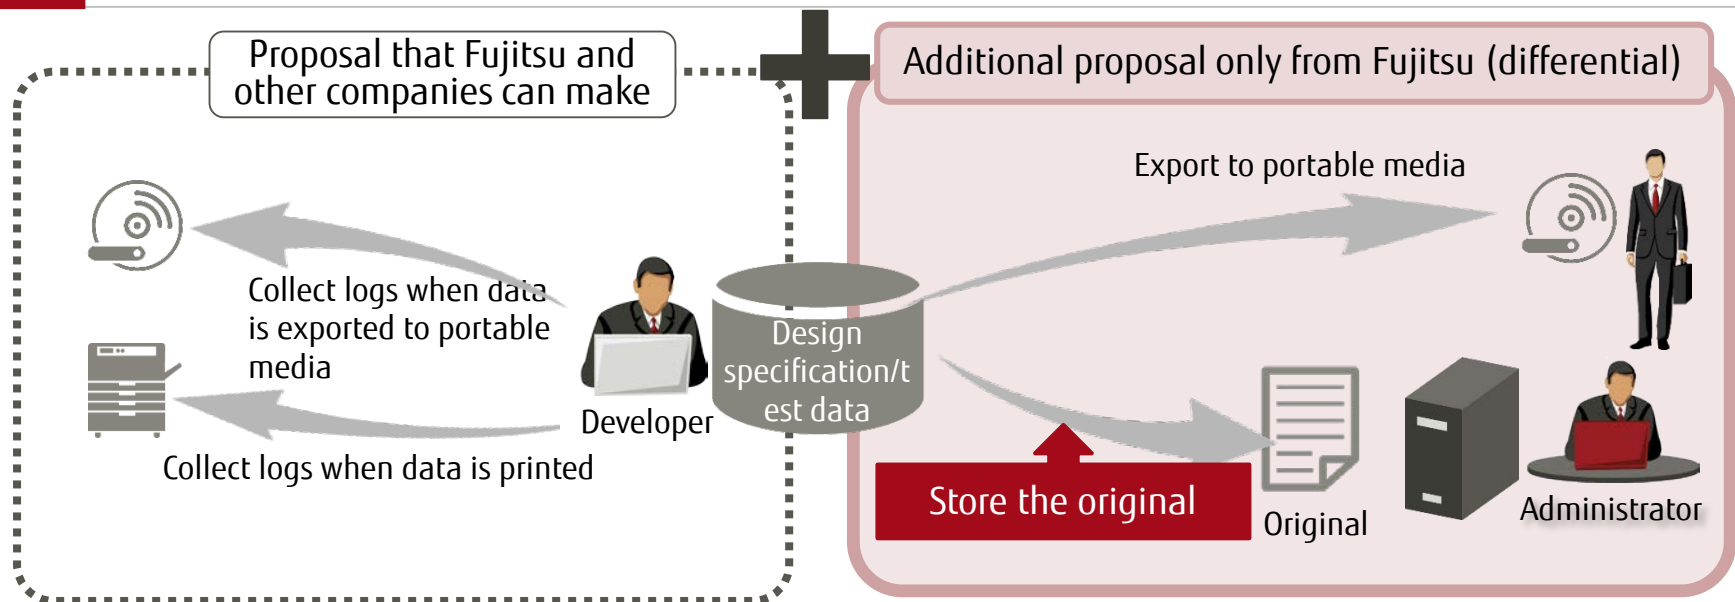 Proposal that Fujitsu and
other companies can make
Additional proposal only from Fujitsu (differential)
Export to portable media
Collect logs when data
is exported to portable
media
Design
specification/t
est data
Developer
Collect logs when data is printed
Store the original
Original
Administrator